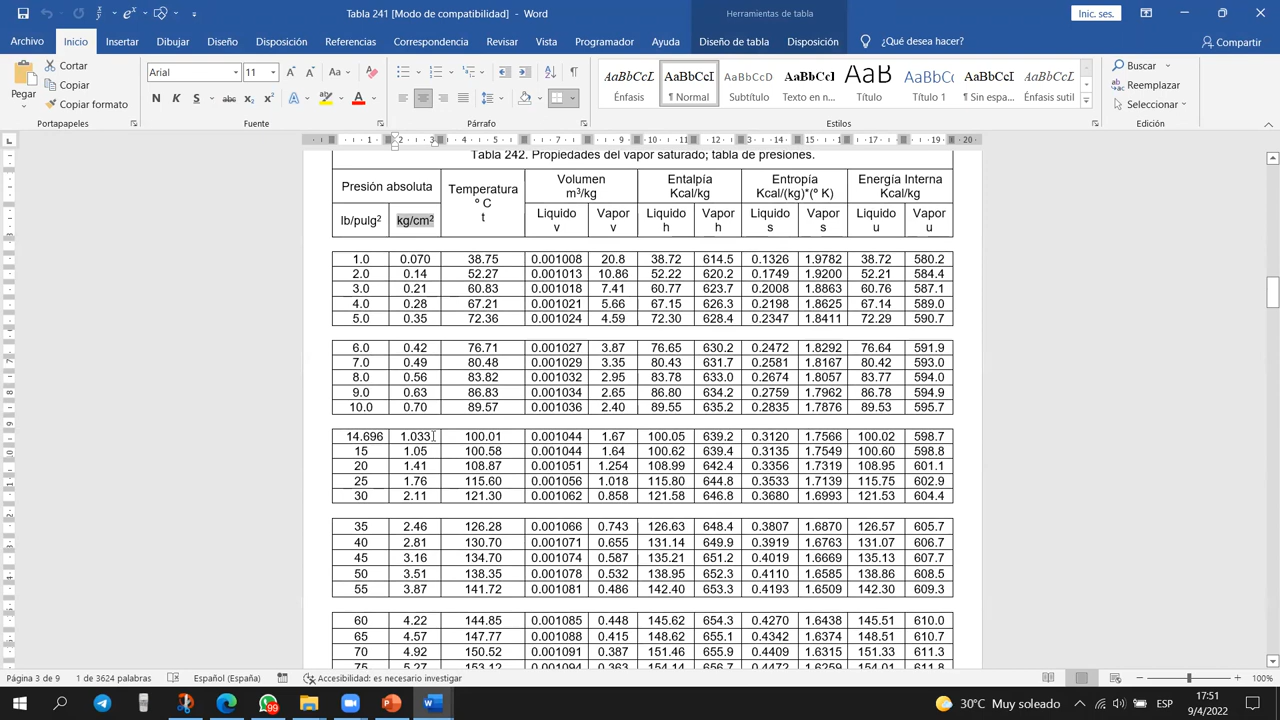 Tabla 241 [Modo de compatibilidad] - Word
Herramientas de tabla
Inic. ses.
Archivo Inicio Insertar Dibujar Diseño Disposición Referencias Correspondencia Revisar Vista Programador Ayuda Diseño de tabla Disposición ¿Qué desea hacer? Compartir
Pegar
Cortar
Copiar
Copiar formato
Portapapeles
Arial 11
Aa
N K S abc x₂ x²
Fuente
Párrafo
AaBbCcL AaBbCcI AaBbCcD AaBbCcI AaB AaBbC AaBbCcI AaBbCcL
Énfasis ¶ Normal Subtítulo Texto en n... Título Título 1 ¶ Sin espa... Énfasis sutil
Estilos
Buscar
Reemplazar
Seleccionar
Edición
Tabla 242. Propiedades del vapor saturado; tabla de presiones.
Presión absoluta Temperatura º C t Volumen m³/kg Entalpía Kcal/kg Entropía Kcal/(kg)*(º K) Energía Interna Kcal/kg
lb/pulg² kg/cm² Liquido v Vapor v Liquido h Vapor h Liquido s Vapor s Liquido u Vapor u
1.0 0.070 38.75 0.001008 20.8 38.72 614.5 0.1326 1.9782 38.72 580.2
2.0 0.14 52.27 0.001013 10.86 52.22 620.2 0.1749 1.9200 52.21 584.4
3.0 0.21 60.83 0.001018 7.41 60.77 623.7 0.2008 1.8863 60.76 587.1
4.0 0.28 67.21 0.001021 5.66 67.15 626.3 0.2198 1.8625 67.14 589.0
5.0 0.35 72.36 0.001024 4.59 72.30 628.4 0.2347 1.8411 72.29 590.7
6.0 0.42 76.71 0.001027 3.87 76.65 630.2 0.2472 1.8292 76.64 591.9
7.0 0.49 80.48 0.001029 3.35 80.43 631.7 0.2581 1.8167 80.42 593.0
8.0 0.56 83.82 0.001032 2.95 83.78 633.0 0.2674 1.8057 83.77 594.0
9.0 0.63 86.83 0.001034 2.65 86.80 634.2 0.2759 1.7962 86.78 594.9
10.0 0.70 89.57 0.001036 2.40 89.55 635.2 0.2835 1.7876 89.53 595.7
14.696 1.033 100.01 0.001044 1.67 100.05 639.2 0.3120 1.7566 100.02 598.7
15 1.05 100.58 0.001044 1.64 100.62 639.4 0.3135 1.7549 100.60 598.8
20 1.41 108.87 0.001051 1.254 108.99 642.4 0.3356 1.7319 108.95 601.1
25 1.76 115.60 0.001056 1.018 115.80 644.8 0.3533 1.7139 115.75 602.9
30 2.11 121.30 0.001062 0.858 121.58 646.8 0.3680 1.6993 121.53 604.4
35 2.46 126.28 0.001066 0.743 126.63 648.4 0.3807 1.6870 126.57 605.7
40 2.81 130.70 0.001071 0.655 131.14 649.9 0.3919 1.6763 131.07 606.7
45 3.16 134.70 0.001074 0.587 135.21 651.2 0.4019 1.6669 135.13 607.7
50 3.51 138.35 0.001078 0.532 138.95 652.3 0.4110 1.6585 138.86 608.5
55 3.87 141.72 0.001081 0.486 142.40 653.3 0.4193 1.6509 142.30 609.3
60 4.22 144.85 0.001085 0.448 145.62 654.3 0.4270 1.6438 145.51 610.0
65 4.57 147.77 0.001088 0.415 148.62 655.1 0.4342 1.6374 148.51 610.7
70 4.92 150.52 0.001091 0.387 151.46 655.9 0.4409 1.6315 151.33 611.3
75 5.27 153.12 0.001094 0.363 154.14 656.7 0.4472 1.6259 154.01 611.8
Página 3 de 9 1 de 3624 palabras Español (España) Accesibilidad: es necesario investigar 100%
99 30°C Muy soleado ESP 17:51
9/4/2022